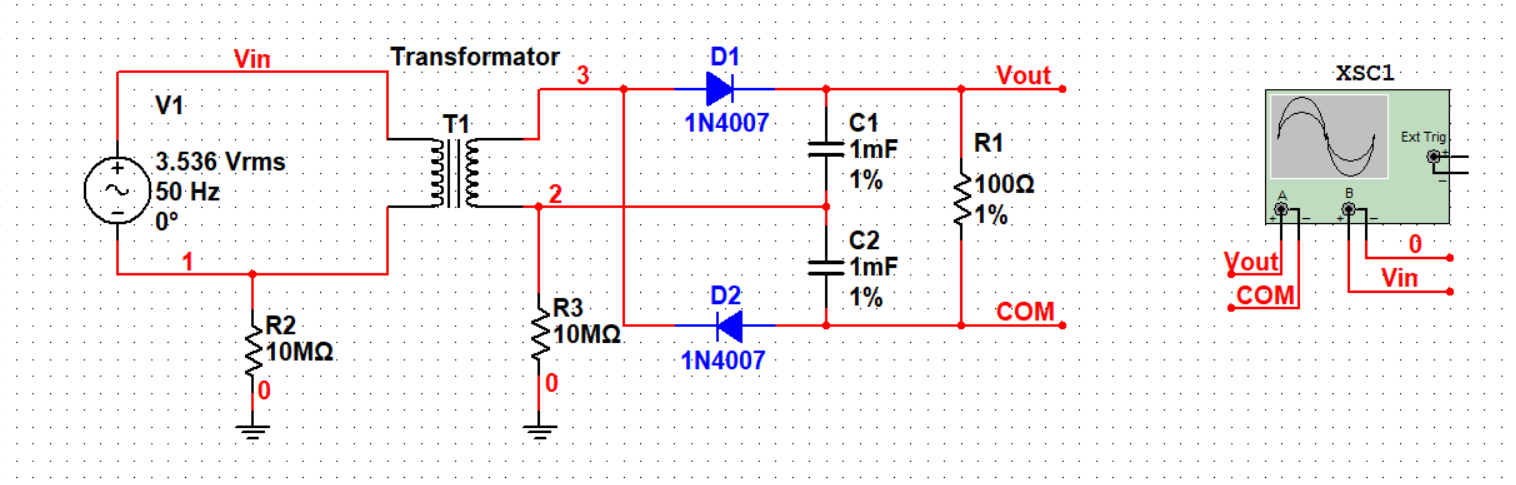 Vin
Transformator
V1
3.536 Vrms
50 Hz
0°
1
T1
3
2
D1
1N4007
Vout
C1
1mF
1%
R1
100Ω
1%
C2
1mF
1%
D2
1N4007
COM
R2
10MΩ
0
R3
10MΩ
0
XSC1
Ext Trig
+
−
A
B
+
−
+
−
0
Vout
Vin
COM